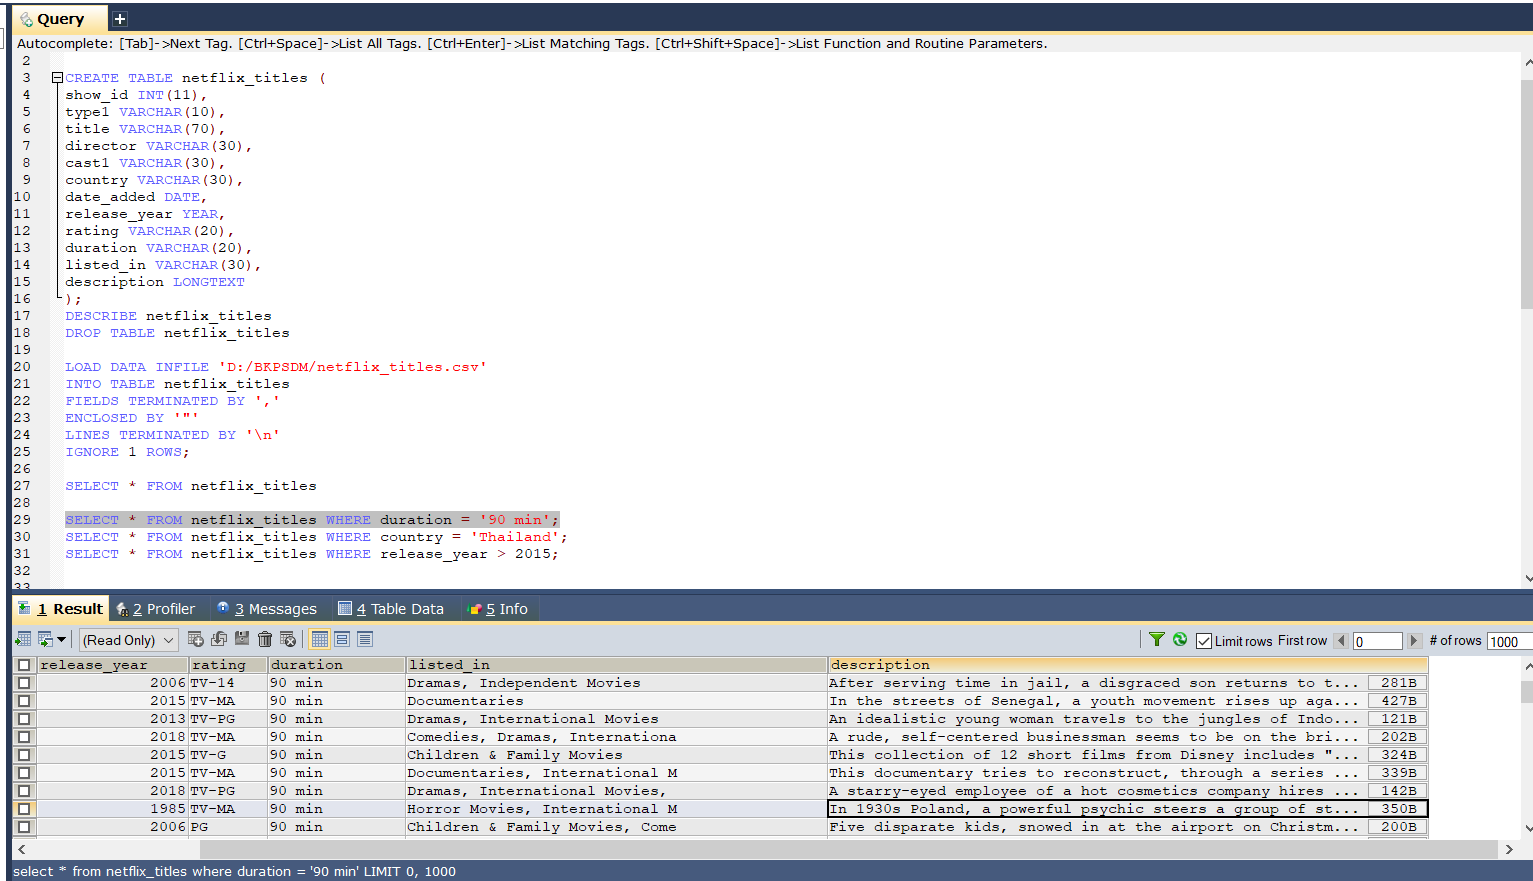 Query
Autocomplete: [Tab]->Next Tag. [Ctrl+Space]->List All Tags. [Ctrl+Enter]->List Matching Tags. [Ctrl+Shift+Space]->List Function and Routine Parameters.
2
3 CREATE TABLE netflix_titles (
4 show_id INT(11),
5 type1 VARCHAR(10),
6 title VARCHAR(70),
7 director VARCHAR(30),
8 cast1 VARCHAR(30),
9 country VARCHAR(30),
10 date_added DATE,
11 release_year YEAR,
12 rating VARCHAR(20),
13 duration VARCHAR(20),
14 listed_in VARCHAR(30),
15 description LONGTEXT
16 );
17 DESCRIBE netflix_titles
18 DROP TABLE netflix_titles
19
20 LOAD DATA INFILE 'D:/BKPSDM/netflix_titles.csv'
21 INTO TABLE netflix_titles
22 FIELDS TERMINATED BY ','
23 ENCLOSED BY '"'
24 LINES TERMINATED BY '\n'
25 IGNORE 1 ROWS;
26
27 SELECT * FROM netflix_titles
28
29 SELECT * FROM netflix_titles WHERE duration = '90 min';
30 SELECT * FROM netflix_titles WHERE country = 'Thailand';
31 SELECT * FROM netflix_titles WHERE release_year > 2015;
32
33
1 Result 2 Profiler 3 Messages 4 Table Data 5 Info
(Read Only) Limit rows First row 0 # of rows 1000
release_year rating duration listed_in description
2006 TV-14 90 min Dramas, Independent Movies After serving time in jail, a disgraced son returns to t... 281B
2015 TV-MA 90 min Documentaries In the streets of Senegal, a youth movement rises up aga... 427B
2013 TV-PG 90 min Dramas, International Movies An idealistic young woman travels to the jungles of Indo... 121B
2018 TV-MA 90 min Comedies, Dramas, Internationa A rude, self-centered businessman seems to be on the bri... 202B
2015 TV-G 90 min Children & Family Movies This collection of 12 short films from Disney includes "... 324B
2015 TV-MA 90 min Documentaries, International M This documentary tries to reconstruct, through a series ... 339B
2018 TV-PG 90 min Dramas, International Movies, A starry-eyed employee of a hot cosmetics company hires ... 142B
1985 TV-MA 90 min Horror Movies, International M In 1930s Poland, a powerful psychic steers a group of st... 350B
2006 PG 90 min Children & Family Movies, Come Five disparate kids, snowed in at the airport on Christm... 200B
select * from netflix_titles where duration = '90 min' LIMIT 0, 1000